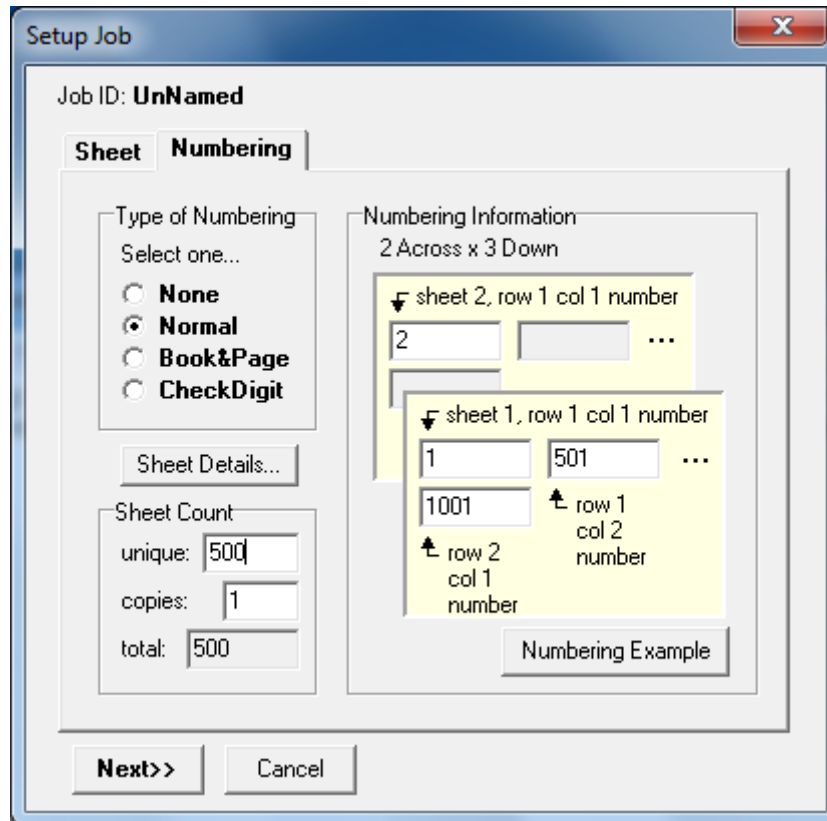 Setup Job
Job ID: UnNamed
Sheet
Numbering
Type of Numbering
Select one...
None
Normal
Book&Page
CheckDigit
Sheet Details...
Sheet Count
unique: 500
copies: 1
total: 500
Numbering Information
2 Across x 3 Down
sheet 2, row 1 col 1 number
2
...
sheet 1, row 1 col 1 number
1 501 ...
1001
row 1
col 2
number
row 2
col 1
number
Numbering Example
Next>>
Cancel